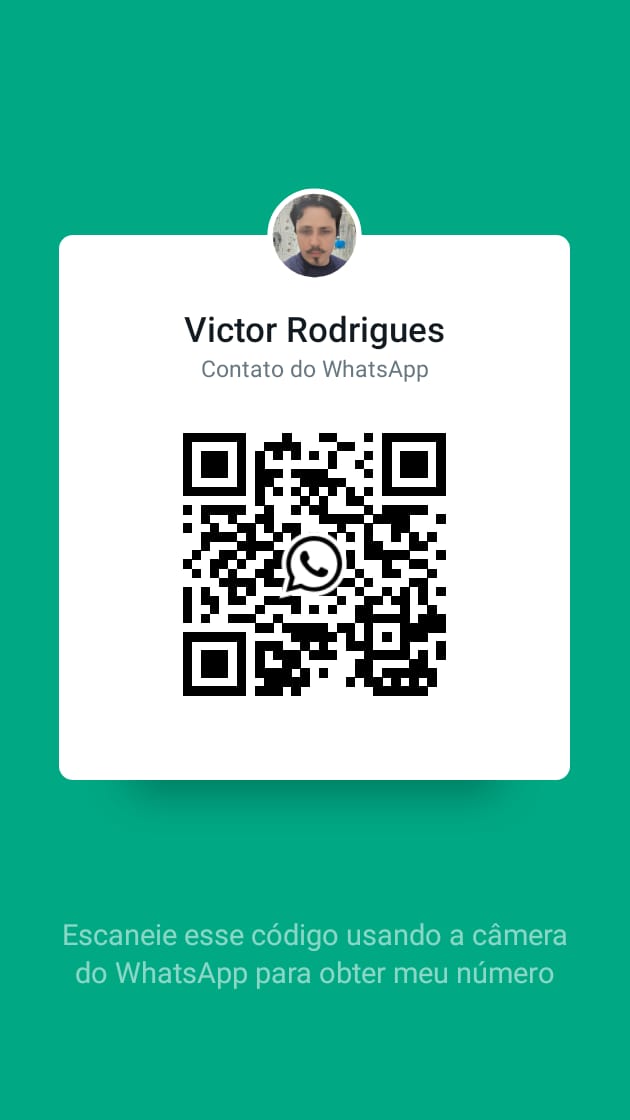 Victor Rodrigues
Contato do WhatsApp
Escaneie esse código usando a câmera
do WhatsApp para obter meu número